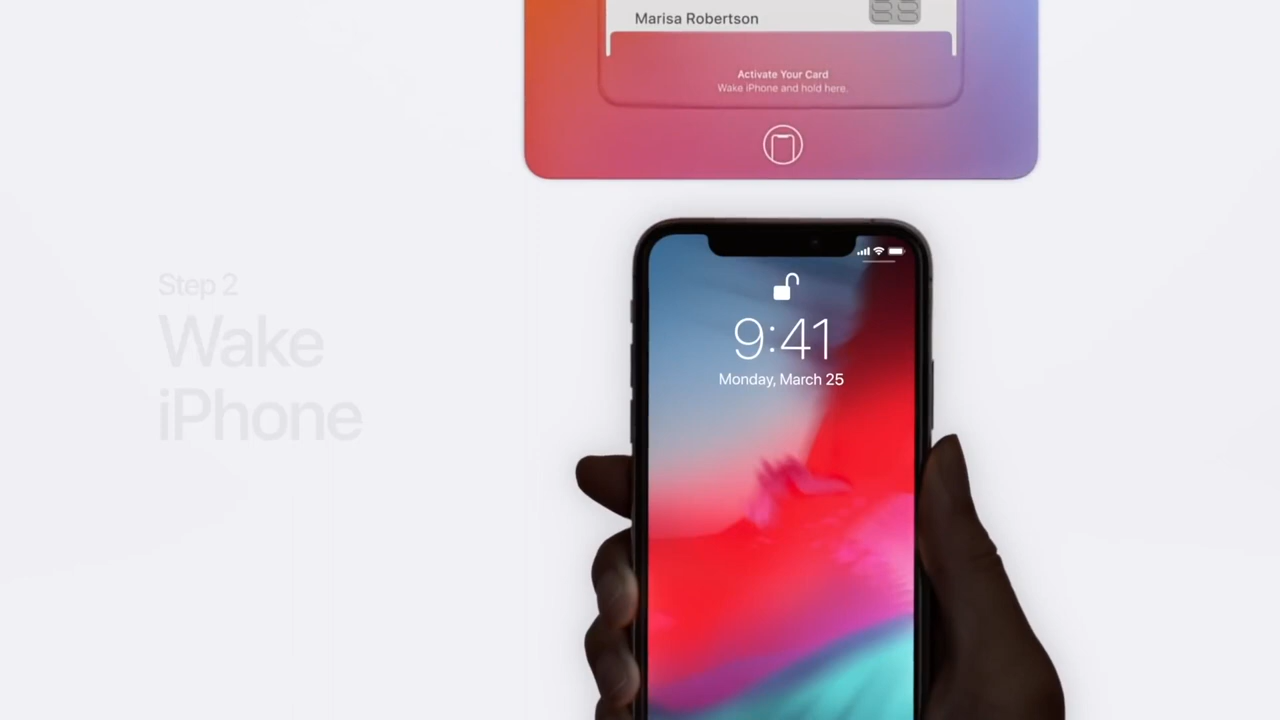 Marisa Robertson
Activate Your Card
Wake iPhone and hold here.
Step 2
Wake
iPhone
9:41
Monday, March 25